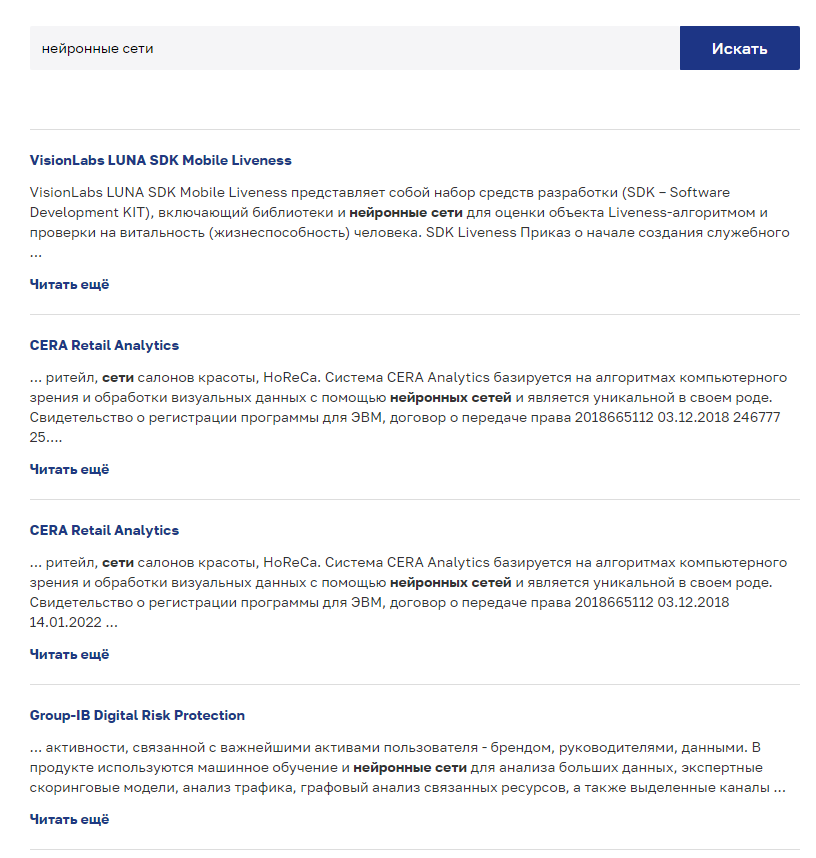 нейронные сети
Искать
VisionLabs LUNA SDK Mobile Liveness
VisionLabs LUNA SDK Mobile Liveness представляет собой набор средств разработки (SDK – Software
Development KIT), включающий библиотеки и нейронные сети для оценки объекта Liveness-алгоритмом и
проверки на витальность (жизнеспособность) человека. SDK Liveness Приказ о начале создания служебного
...
Читать ещё
CERA Retail Analytics
... ритейл, сети салонов красоты, HoReCa. Система CERA Analytics базируется на алгоритмах компьютерного
зрения и обработки визуальных данных с помощью нейронных сетей и является уникальной в своем роде.
Свидетельство о регистрации программы для ЭВМ, договор о передаче права 2018665112 03.12.2018 246777
25....
Читать ещё
CERA Retail Analytics
... ритейл, сети салонов красоты, HoReCa. Система CERA Analytics базируется на алгоритмах компьютерного
зрения и обработки визуальных данных с помощью нейронных сетей и является уникальной в своем роде.
Свидетельство о регистрации программы для ЭВМ, договор о передаче права 2018665112 03.12.2018
14.01.2022 ...
Читать ещё
Group-IB Digital Risk Protection
... активности, связанной с важнейшими активами пользователя - брендом, руководителями, данными. В
продукте используются машинное обучение и нейронные сети для анализа больших данных, экспертные
скоринговые модели, анализ трафика, графовый анализ связанных ресурсов, а также выделенные каналы ...
Читать ещё